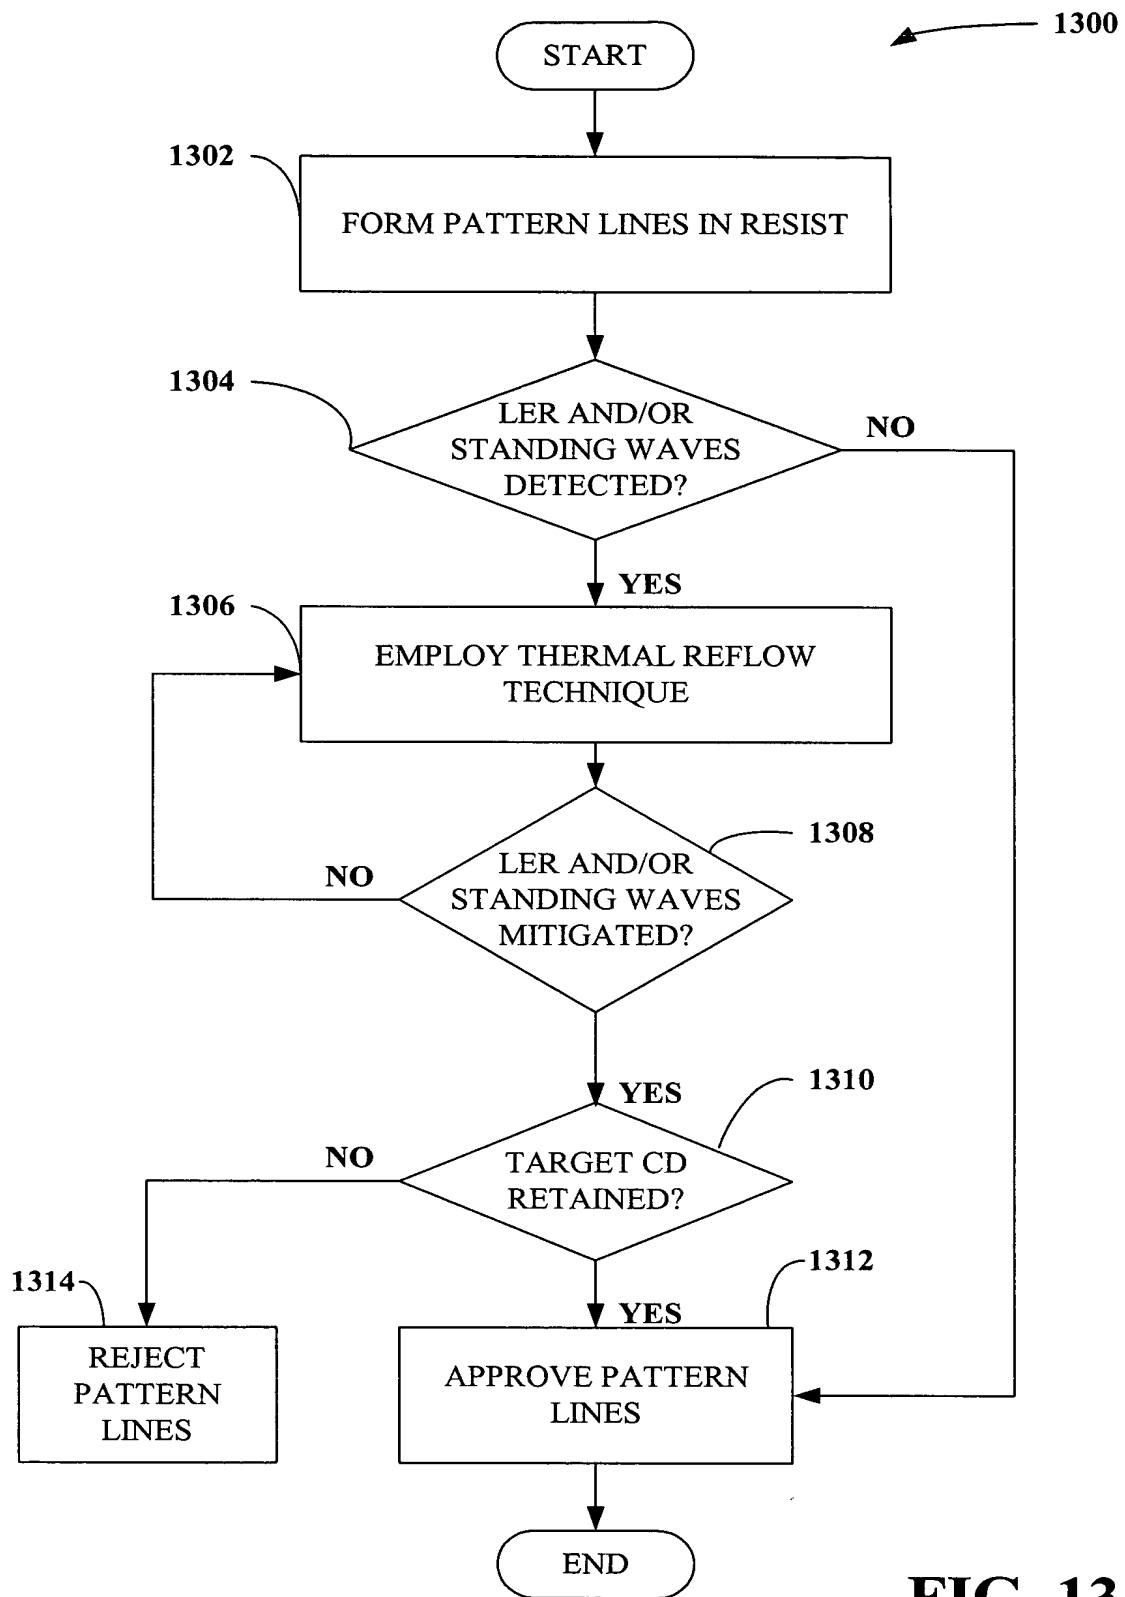 START
1300
1302
FORM PATTERN LINES IN RESIST
1304
LER AND/OR
STANDING WAVES
DETECTED?
NO
YES
1306
EMPLOY THERMAL REFLOW
TECHNIQUE
1308
LER AND/OR
STANDING WAVES
MITIGATED?
NO
YES
1310
TARGET CD
RETAINED?
NO
YES
1312
1314
REJECT
PATTERN
LINES
APPROVE PATTERN
LINES
END
FIG. 13